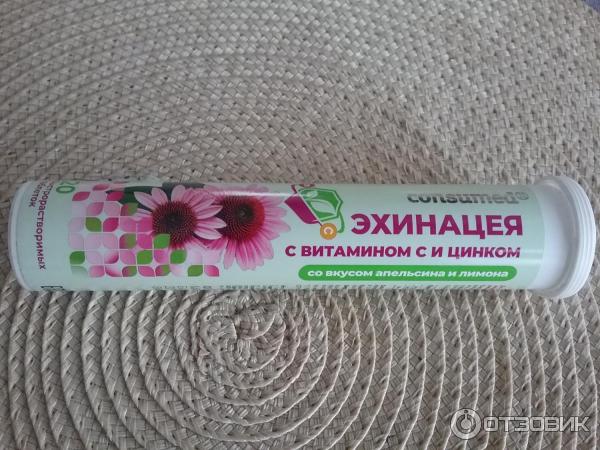 consumed®
ЭХИНАЦЕЯ
С ВИТАМИНОМ С И ЦИНКОМ
со вкусом апельсина и лимона
C
ОТЗОВИК